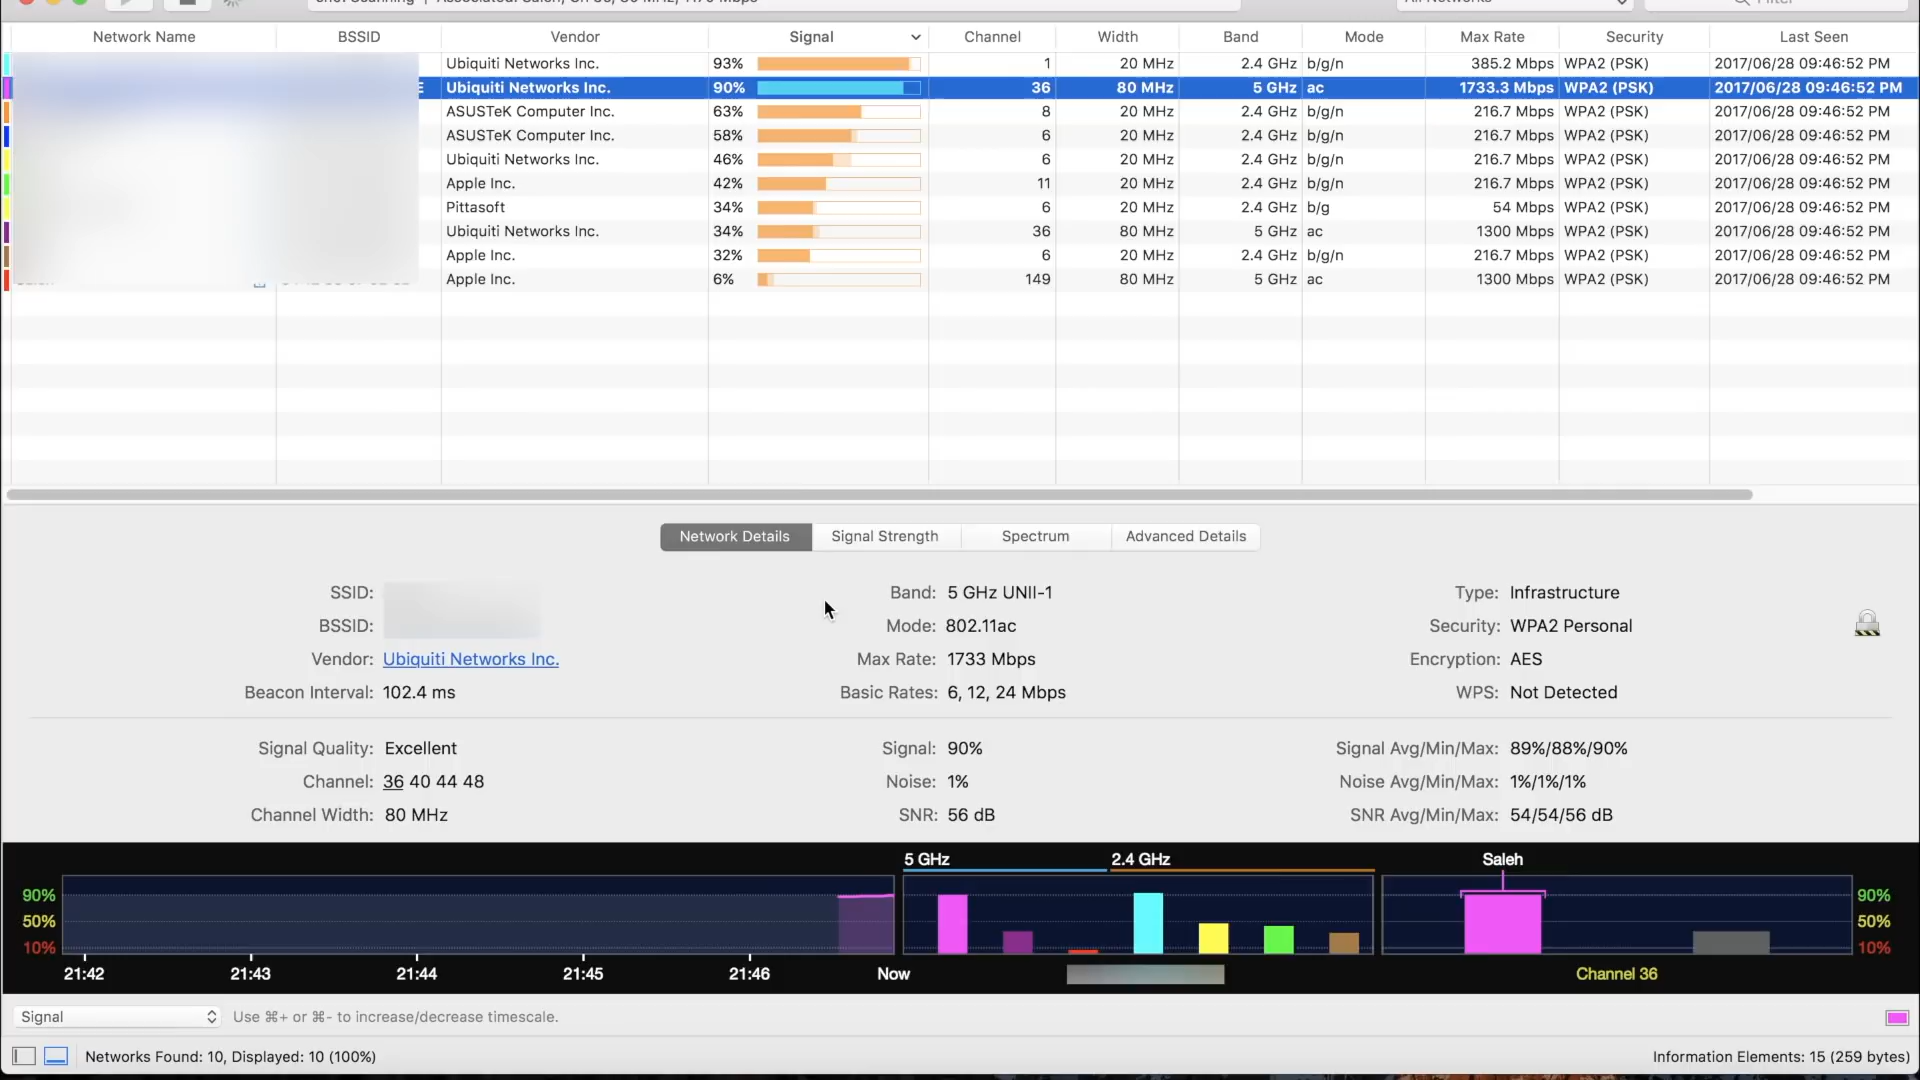 Network Name BSSID Vendor Signal Channel Width Band Mode Max Rate Security Last Seen
Ubiquiti Networks Inc. 93% 1 20 MHz 2.4 GHz b/g/n 385.2 Mbps WPA2 (PSK) 2017/06/28 09:46:52 PM
Ubiquiti Networks Inc. 90% 36 80 MHz 5 GHz ac 1733.3 Mbps WPA2 (PSK) 2017/06/28 09:46:52 PM
ASUSTeK Computer Inc. 63% 8 20 MHz 2.4 GHz b/g/n 216.7 Mbps WPA2 (PSK) 2017/06/28 09:46:52 PM
ASUSTeK Computer Inc. 58% 6 20 MHz 2.4 GHz b/g/n 216.7 Mbps WPA2 (PSK) 2017/06/28 09:46:52 PM
Ubiquiti Networks Inc. 46% 6 20 MHz 2.4 GHz b/g/n 216.7 Mbps WPA2 (PSK) 2017/06/28 09:46:52 PM
Apple Inc. 42% 11 20 MHz 2.4 GHz b/g/n 216.7 Mbps WPA2 (PSK) 2017/06/28 09:46:52 PM
Pittasoft 34% 6 20 MHz 2.4 GHz b/g 54 Mbps WPA2 (PSK) 2017/06/28 09:46:52 PM
Ubiquiti Networks Inc. 34% 36 80 MHz 5 GHz ac 1300 Mbps WPA2 (PSK) 2017/06/28 09:46:52 PM
Apple Inc. 32% 6 20 MHz 2.4 GHz b/g/n 216.7 Mbps WPA2 (PSK) 2017/06/28 09:46:52 PM
Apple Inc. 6% 149 80 MHz 5 GHz ac 1300 Mbps WPA2 (PSK) 2017/06/28 09:46:52 PM
Network Details Signal Strength Spectrum Advanced Details
SSID: Band: 5 GHz UNII-1 Type: Infrastructure
BSSID: Mode: 802.11ac Security: WPA2 Personal
Vendor: Ubiquiti Networks Inc. Max Rate: 1733 Mbps Encryption: AES
Beacon Interval: 102.4 ms Basic Rates: 6, 12, 24 Mbps WPS: Not Detected
Signal Quality: Excellent Signal: 90% Signal Avg/Min/Max: 89%/88%/90%
Channel: 36 40 44 48 Noise: 1% Noise Avg/Min/Max: 1%/1%/1%
Channel Width: 80 MHz SNR: 56 dB SNR Avg/Min/Max: 54/54/56 dB
5 GHz 2.4 GHz Saleh
90% 90%
50% 50%
10% 10%
21:42 21:43 21:44 21:45 21:46 Now Channel 36
Signal Use ⌘+ or ⌘- to increase/decrease timescale.
Networks Found: 10, Displayed: 10 (100%) Information Elements: 15 (259 bytes)